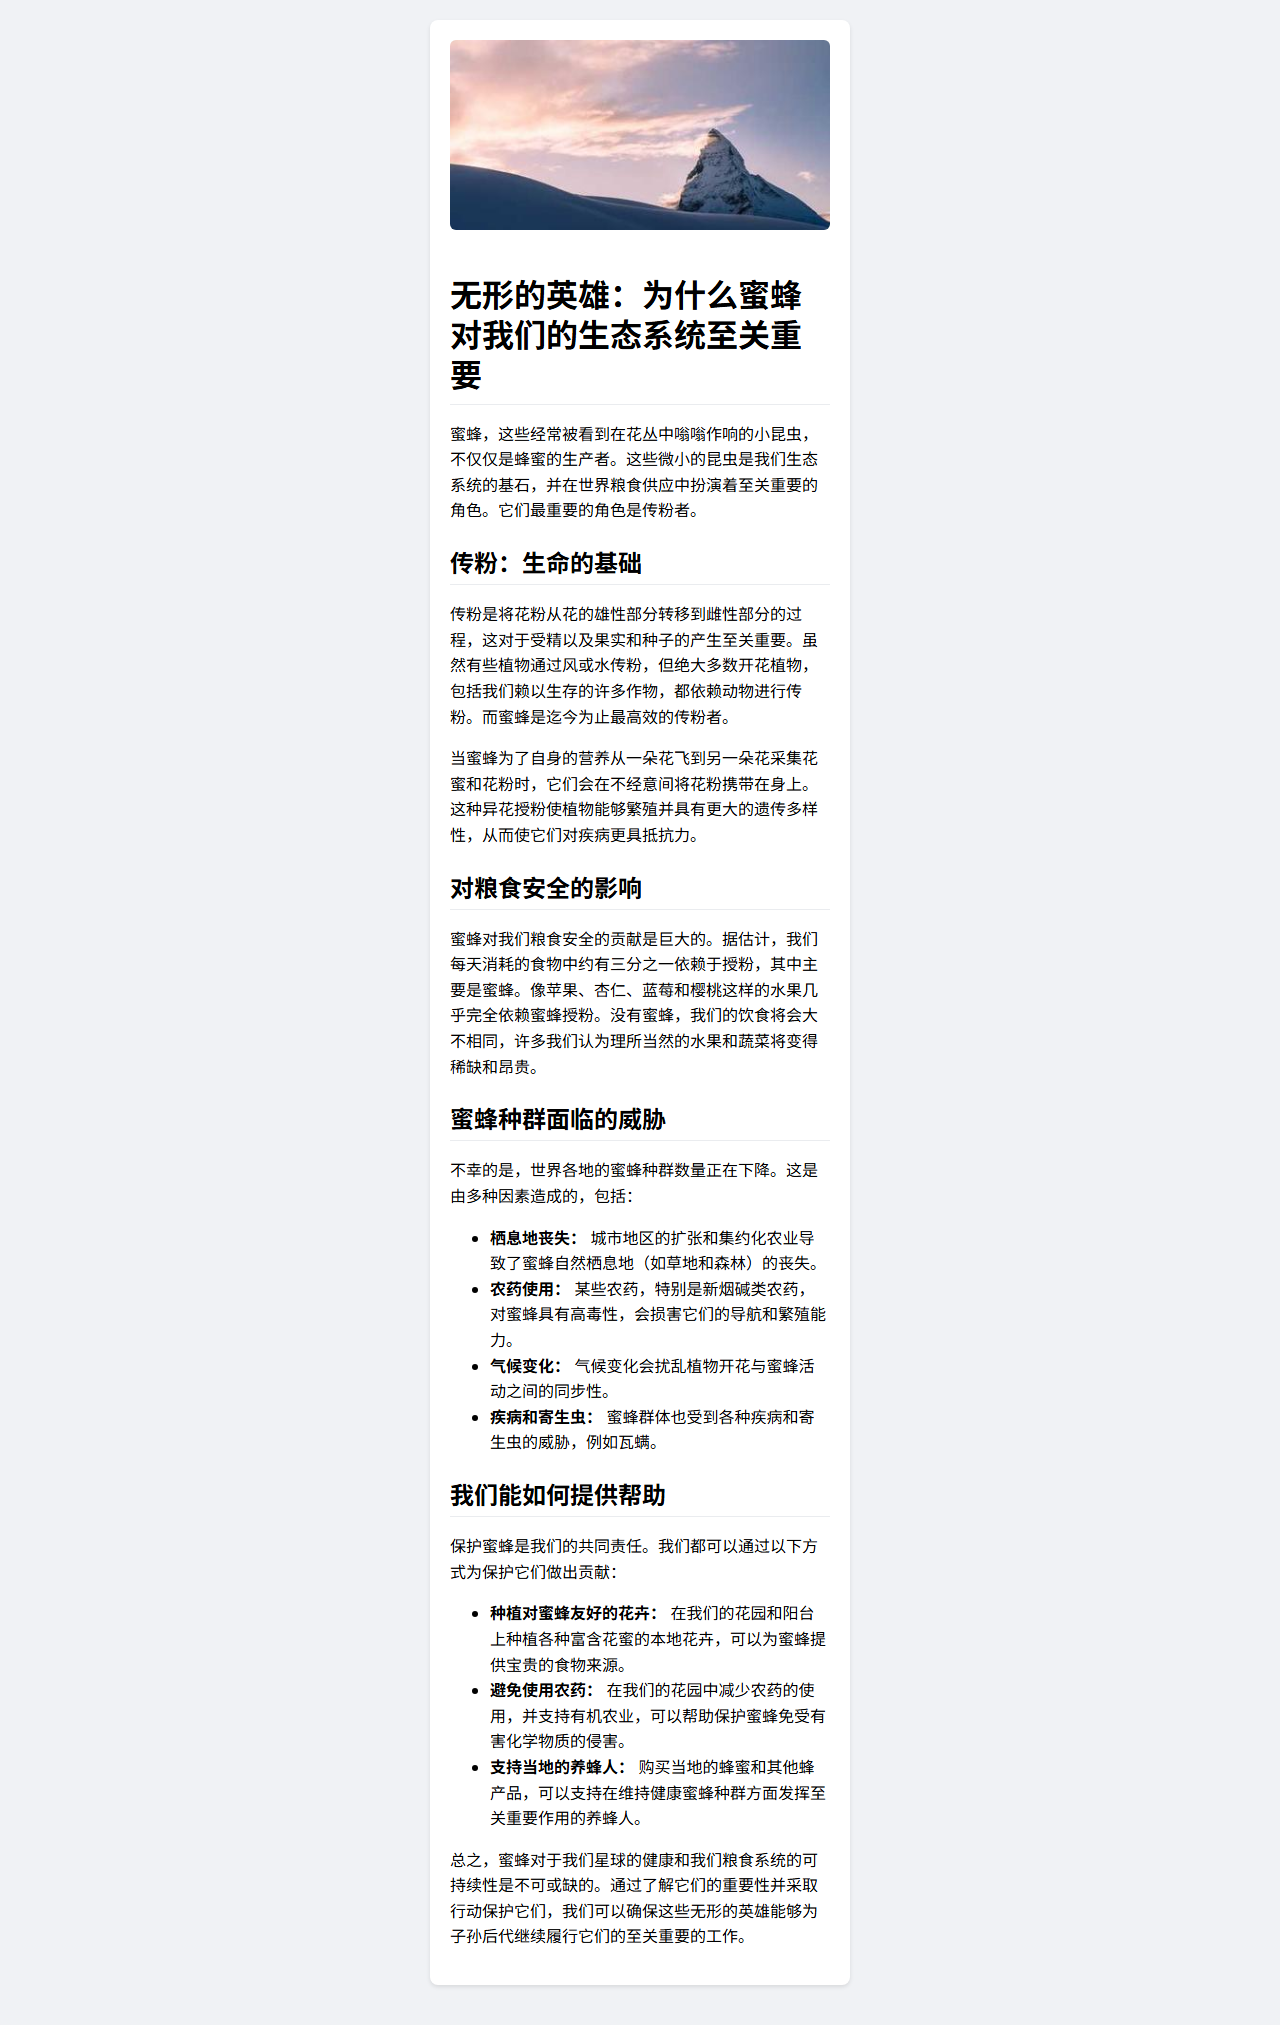 无形的英雄：为什么蜜蜂
对我们的生态系统至关重
要
蜜蜂，这些经常被看到在花丛中嗡嗡作响的小昆虫，
不仅仅是蜂蜜的生产者。这些微小的昆虫是我们生态
系统的基石，并在世界粮食供应中扮演着至关重要的
角色。它们最重要的角色是传粉者。
传粉：生命的基础
传粉是将花粉从花的雄性部分转移到雌性部分的过
程，这对于受精以及果实和种子的产生至关重要。虽
然有些植物通过风或水传粉，但绝大多数开花植物，
包括我们赖以生存的许多作物，都依赖动物进行传
粉。而蜜蜂是迄今为止最高效的传粉者。
当蜜蜂为了自身的营养从一朵花飞到另一朵花采集花
蜜和花粉时，它们会在不经意间将花粉携带在身上。
这种异花授粉使植物能够繁殖并具有更大的遗传多样
性，从而使它们对疾病更具抵抗力。
对粮食安全的影响
蜜蜂对我们粮食安全的贡献是巨大的。据估计，我们
每天消耗的食物中约有三分之一依赖于授粉，其中主
要是蜜蜂。像苹果、杏仁、蓝莓和樱桃这样的水果几
乎完全依赖蜜蜂授粉。没有蜜蜂，我们的饮食将会大
不相同，许多我们认为理所当然的水果和蔬菜将变得
稀缺和昂贵。
蜜蜂种群面临的威胁
不幸的是，世界各地的蜜蜂种群数量正在下降。这是
由多种因素造成的，包括：
• 栖息地丧失： 城市地区的扩张和集约化农业导
致了蜜蜂自然栖息地（如草地和森林）的丧失。
• 农药使用： 某些农药，特别是新烟碱类农药，
对蜜蜂具有高毒性，会损害它们的导航和繁殖能
力。
• 气候变化： 气候变化会扰乱植物开花与蜜蜂活
动之间的同步性。
• 疾病和寄生虫： 蜜蜂群体也受到各种疾病和寄
生虫的威胁，例如瓦螨。
我们能如何提供帮助
保护蜜蜂是我们的共同责任。我们都可以通过以下方
式为保护它们做出贡献：
• 种植对蜜蜂友好的花卉： 在我们的花园和阳台
上种植各种富含花蜜的本地花卉，可以为蜜蜂提
供宝贵的食物来源。
• 避免使用农药： 在我们的花园中减少农药的使
用，并支持有机农业，可以帮助保护蜜蜂免受有
害化学物质的侵害。
• 支持当地的养蜂人： 购买当地的蜂蜜和其他蜂
产品，可以支持在维持健康蜜蜂种群方面发挥至
关重要作用的养蜂人。
总之，蜜蜂对于我们星球的健康和我们粮食系统的可
持续性是不可或缺的。通过了解它们的重要性并采取
行动保护它们，我们可以确保这些无形的英雄能够为
子孙后代继续履行它们的至关重要的工作。